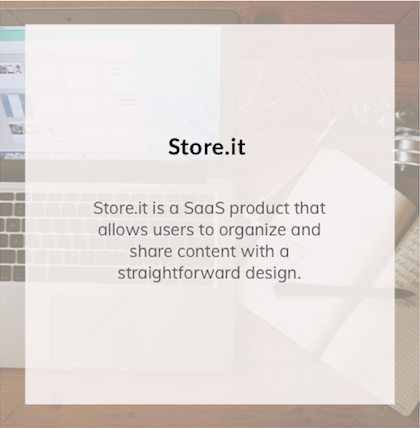 Store.it
Store.it is a SaaS product that
allows users to organize and
share content with a
straightforward design.